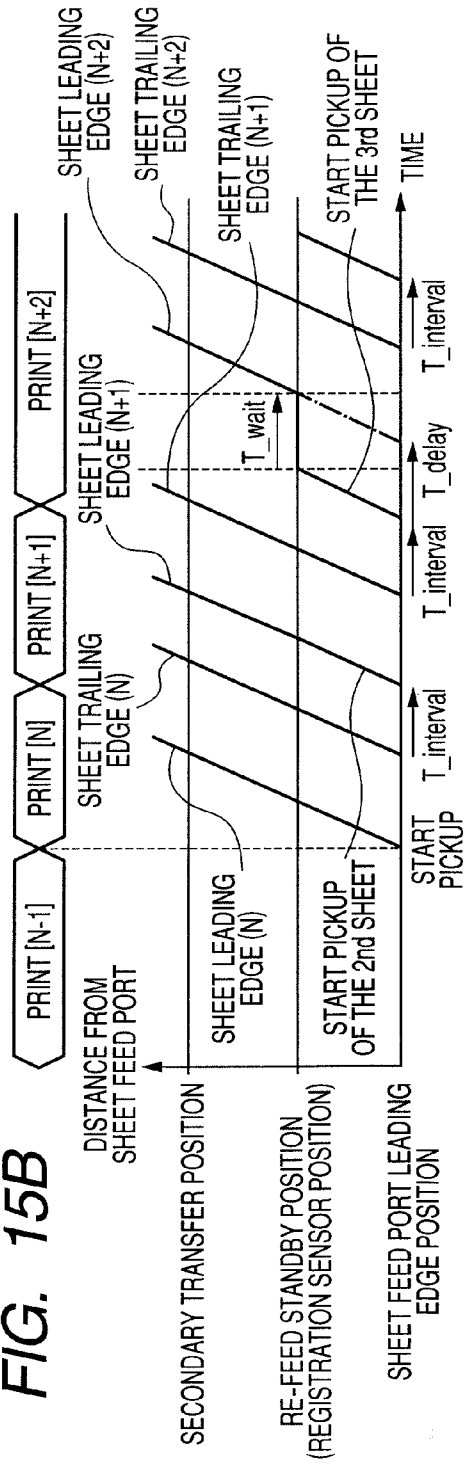 FIG. 15B
PRINT [N-1]
PRINT [N]
PRINT [N+1]
PRINT [N+2]
DISTANCE FROM
SHEET FEED PORT
SHEET TRAILING
EDGE (N)
SHEET LEADING
EDGE (N+1)
SHEET LEADING
EDGE (N+2)
SHEET TRAILING
EDGE (N+2)
SECONDARY TRANSFER POSITION
SHEET LEADING
EDGE (N)
T_wait
SHEET TRAILING
EDGE (N+1)
RE-FEED STANDBY POSITION
(REGISTRATION SENSOR POSITION)
START PICKUP
OF THE 2nd SHEET
START PICKUP OF
THE 3rd SHEET
SHEET FEED PORT LEADING
EDGE POSITION
TIME
START
PICKUP
T_interval
T_interval
T_delay
T_interval